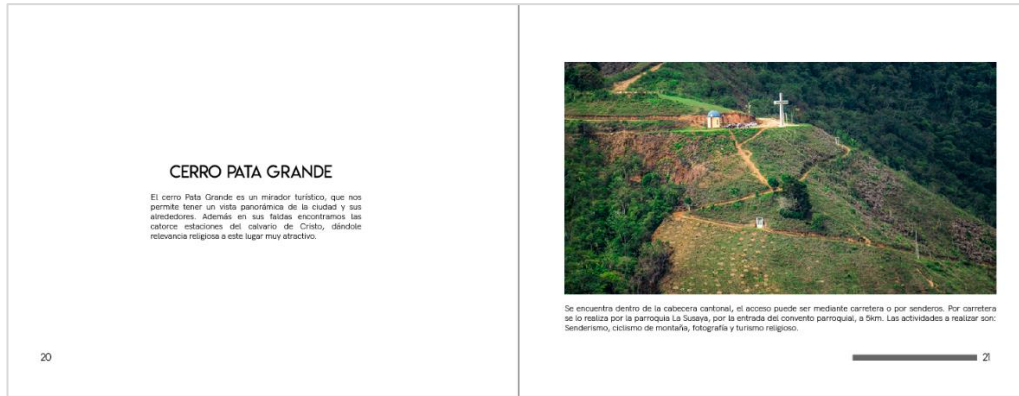 CERRO PATA GRANDE
El cerro Pata Grande es un mirador turístico, que nos
permite tener un vista panorámica de la ciudad y sus
alrededores. Además en sus faldas encontramos las
catorce estaciones del calvario de Cristo, dándole
relevancia religiosa a este lugar muy atractivo.
20
Se encuentra dentro de la cabecera cantonal, el acceso puede ser mediante carretera o por senderos. Por carretera
se lo realiza por la parroquia La Susaya, por la entrada del convento parroquial, a 5km. Las actividades a realizar son:
Senderismo, ciclismo de montaña, fotografía y turismo religioso.
21